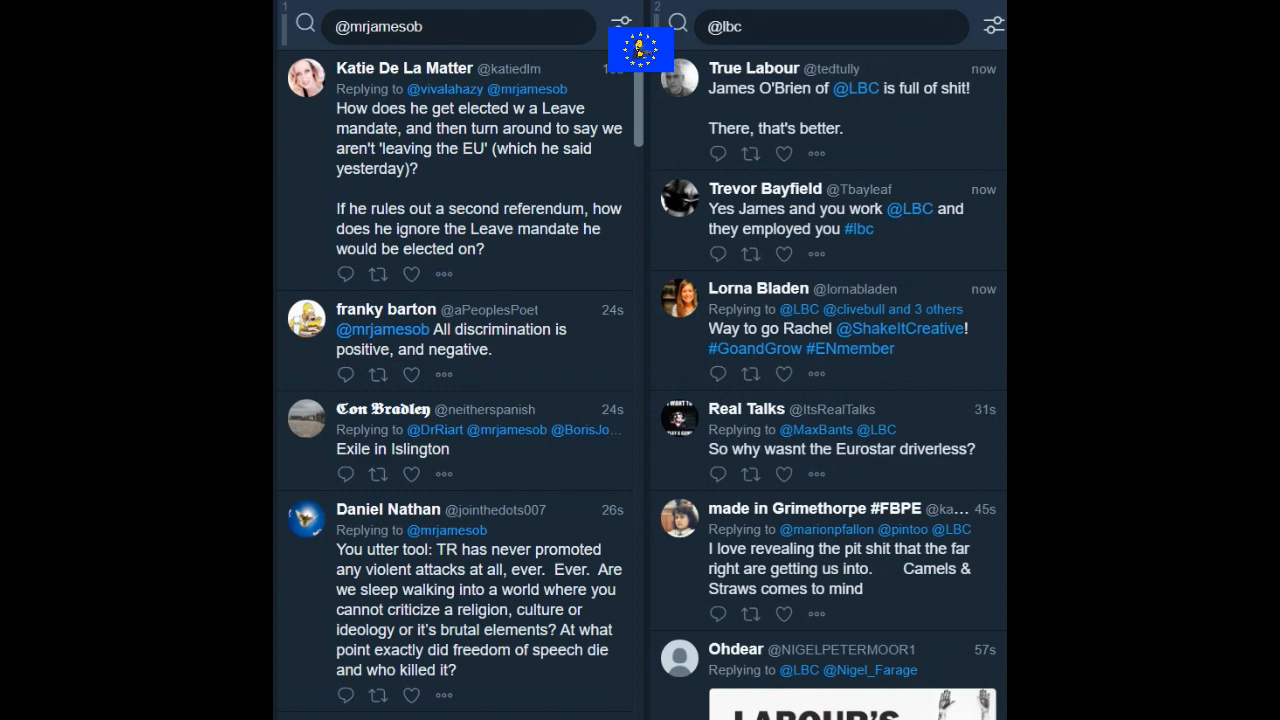 1
@mrjamesob
Katie De La Matter @katiedlm
Replying to @vivalahazy @mrjamesob
How does he get elected w a Leave
mandate, and then turn around to say we
aren't 'leaving the EU' (which he said
yesterday)?
If he rules out a second referendum, how
does he ignore the Leave mandate he
would be elected on?
franky barton @aPeoplesPoet 24s
@mrjamesob All discrimination is
positive, and negative.
Con Bradley @neitherspanish 24s
Replying to @DrRiart @mrjamesob @BorisJo...
Exile in Islington
Daniel Nathan @jointhedots007 26s
Replying to @mrjamesob
You utter tool: TR has never promoted
any violent attacks at all, ever. Ever. Are
we sleep walking into a world where you
cannot criticize a religion, culture or
ideology or it's brutal elements? At what
point exactly did freedom of speech die
and who killed it?
2
@lbc
True Labour @tedtully now
James O'Brien of @LBC is full of shit!
There, that's better.
Trevor Bayfield @Tbayleaf now
Yes James and you work @LBC and
they employed you #lbc
Lorna Bladen @lornabladen now
Replying to @LBC @clivebull and 3 others
Way to go Rachel @ShakeItCreative!
#GoandGrow #ENmember
Real Talks @ItsRealTalks 31s
Replying to @MaxBants @LBC
So why wasnt the Eurostar driverless?
made in Grimethorpe #FBPE @ka... 45s
Replying to @marionpfallon @pintoo @LBC
I love revealing the pit shit that the far
right are getting us into. Camels &
Straws comes to mind
Ohdear @NIGELPETERMOOR1 57s
Replying to @LBC @Nigel_Farage
LABOUR'S